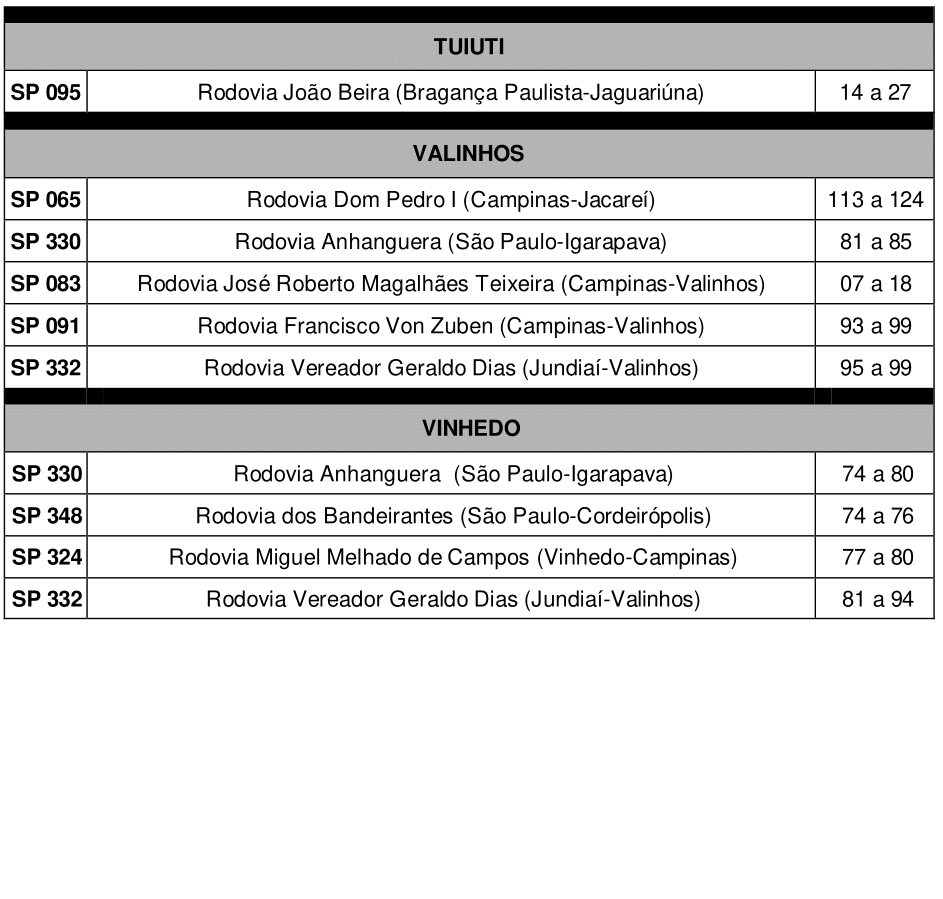 TUIUTI
SP 095 Rodovia João Beira (Bragança Paulista-Jaguariúna) 14 a 27
VALINHOS
SP 065 Rodovia Dom Pedro I (Campinas-Jacareí) 113 a 124
SP 330 Rodovia Anhanguera (São Paulo-Igarapava) 81 a 85
SP 083 Rodovia José Roberto Magalhães Teixeira (Campinas-Valinhos) 07 a 18
SP 091 Rodovia Francisco Von Zuben (Campinas-Valinhos) 93 a 99
SP 332 Rodovia Vereador Geraldo Dias (Jundiaí-Valinhos) 95 a 99
VINHEDO
SP 330 Rodovia Anhanguera  (São Paulo-Igarapava) 74 a 80
SP 348 Rodovia dos Bandeirantes (São Paulo-Cordeirópolis) 74 a 76
SP 324 Rodovia Miguel Melhado de Campos (Vinhedo-Campinas) 77 a 80
SP 332 Rodovia Vereador Geraldo Dias (Jundiaí-Valinhos) 81 a 94